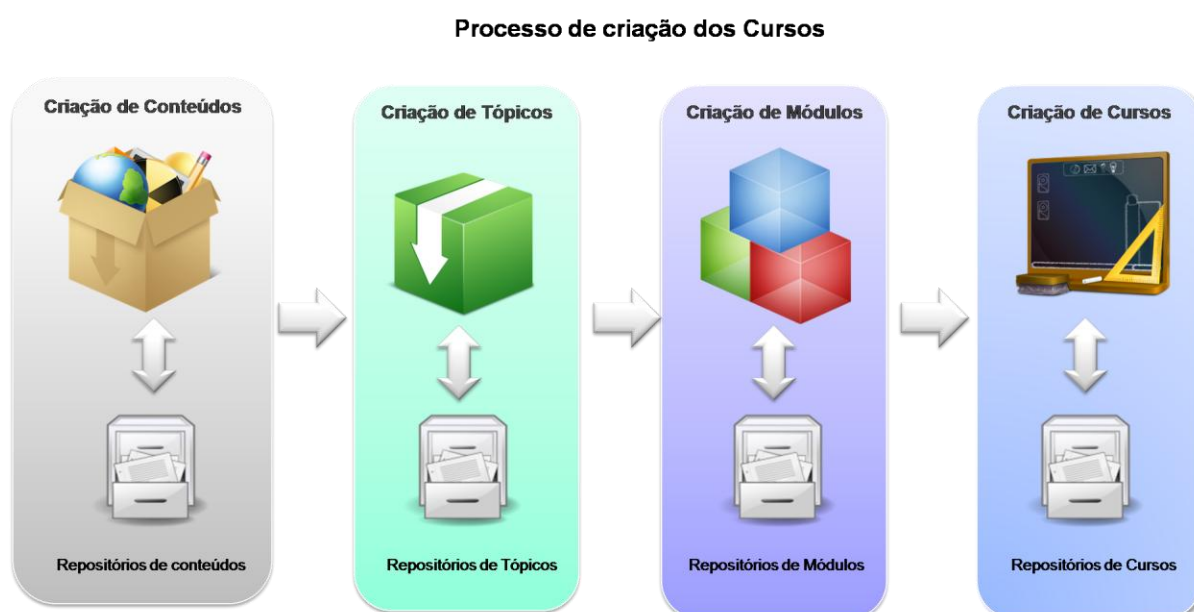 Processo de criação dos Cursos
Criação de Conteúdos
Repositórios de conteúdos
Criação de Tópicos
Repositórios de Tópicos
Criação de Módulos
Repositórios de Módulos
Criação de Cursos
Repositórios de Cursos